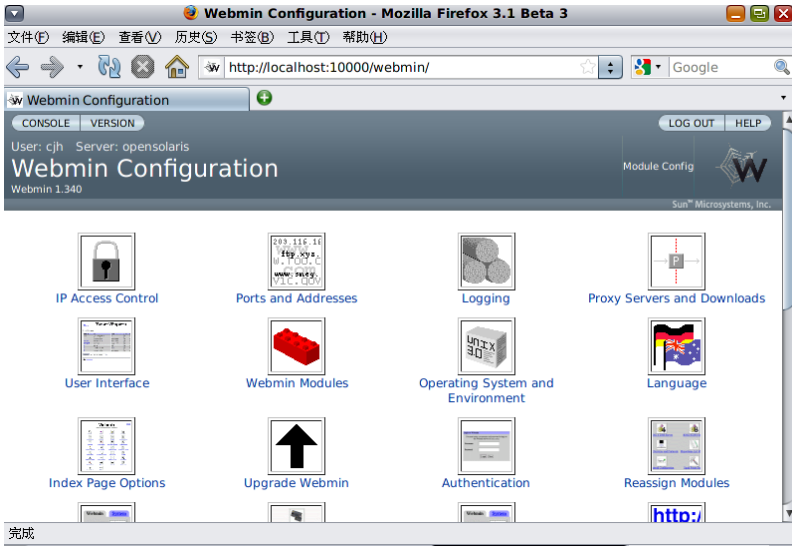 Webmin Configuration - Mozilla Firefox 3.1 Beta 3
文件(F) 编辑(E) 查看(V) 历史(S) 书签(B) 工具(T) 帮助(H)
http://localhost:10000/webmin/ Google
Webmin Configuration
CONSOLE VERSION LOG OUT HELP
User: cjh Server: opensolaris
Webmin Configuration
Module Config
Webmin 1.340
Sun™ Microsystems, Inc.
IP Access Control Ports and Addresses Logging Proxy Servers and Downloads
User Interface Webmin Modules Operating System and Environment Language
Index Page Options Upgrade Webmin Authentication Reassign Modules
http:/
完成